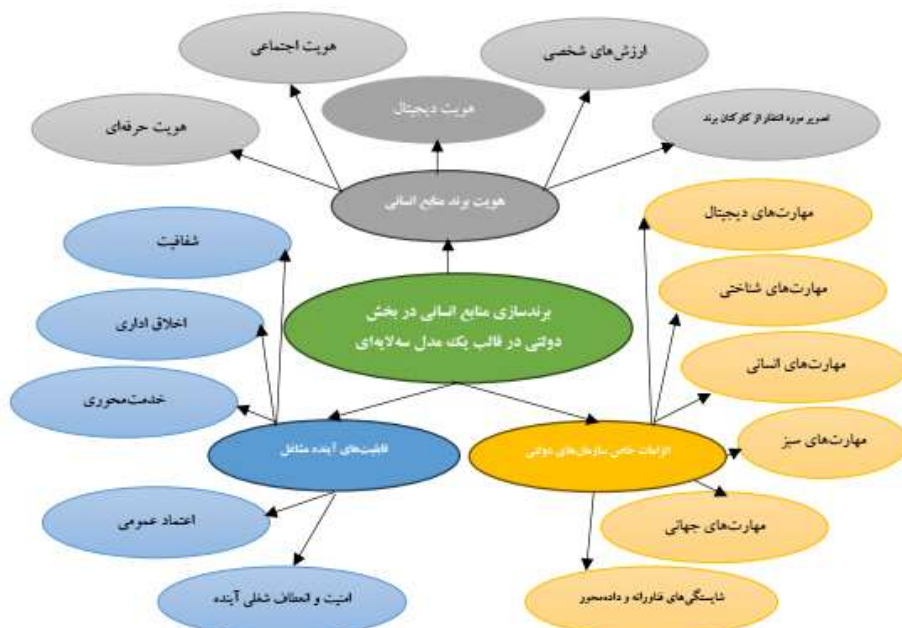 هویت اجتماعی
ارزش‌های شخصی
هویت دیجیتال
هویت حرفه‌ای
تصویر مورد انتظار از کارکنان برند
هویت برند منابع انسانی
مهارت‌های دیجیتال
شفافیت
مهارت‌های شناختی
برندسازی منابع انسانی در بخش
دولتی در قالب یک مدل سه‌لایه‌ای
اخلاق اداری
مهارت‌های انسانی
خدمت‌محوری
مهارت‌های سبز
الزامات خاص سازمان‌های دولتی
قابلیت‌های آینده مشاغل
مهارت‌های جهانی
اعتماد عمومی
شایستگی‌های فناورانه و داده‌محور
امنیت و انعطاف شغلی آینده